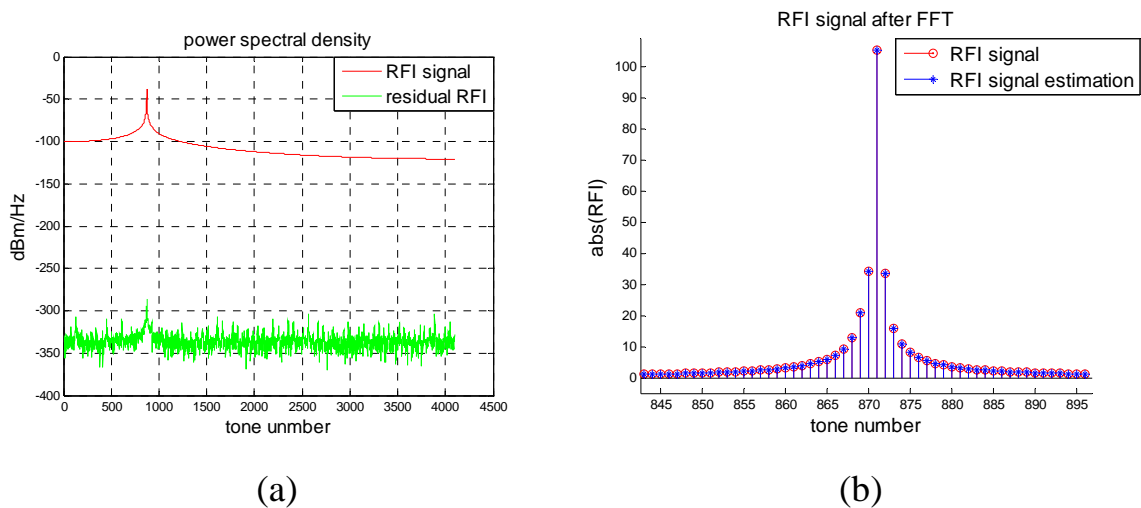 power spectral density
RFI signal
residual RFI
0
-50
-100
-150
-200
-250
-300
-350
-400
dBm/Hz
0 500 1000 1500 2000 2500 3000 3500 4000 4500
tone unmber
(a)
RFI signal after FFT
RFI signal
RFI signal estimation
100
90
80
70
60
50
40
30
20
10
0
abs(RFI)
845 850 855 860 865 870 875 880 885 890 895
tone number
(b)